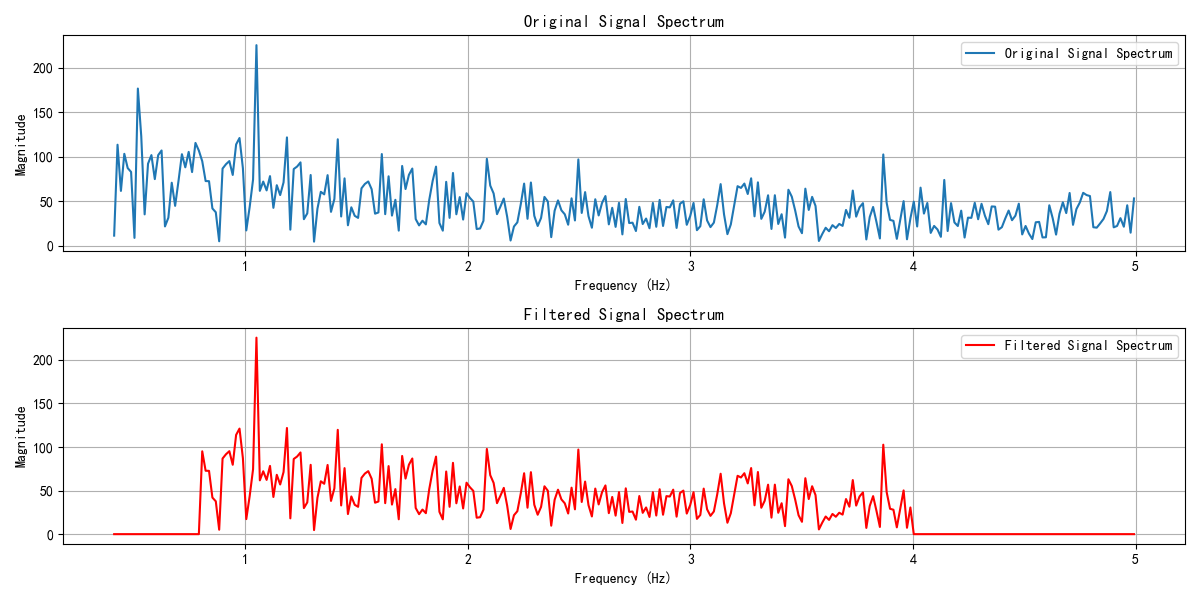 Original Signal Spectrum
Original Signal Spectrum
200
150
100
50
0
Magnitude
1 2 3 4 5
Frequency (Hz)
Filtered Signal Spectrum
Filtered Signal Spectrum
200
150
100
50
0
Magnitude
1 2 3 4 5
Frequency (Hz)